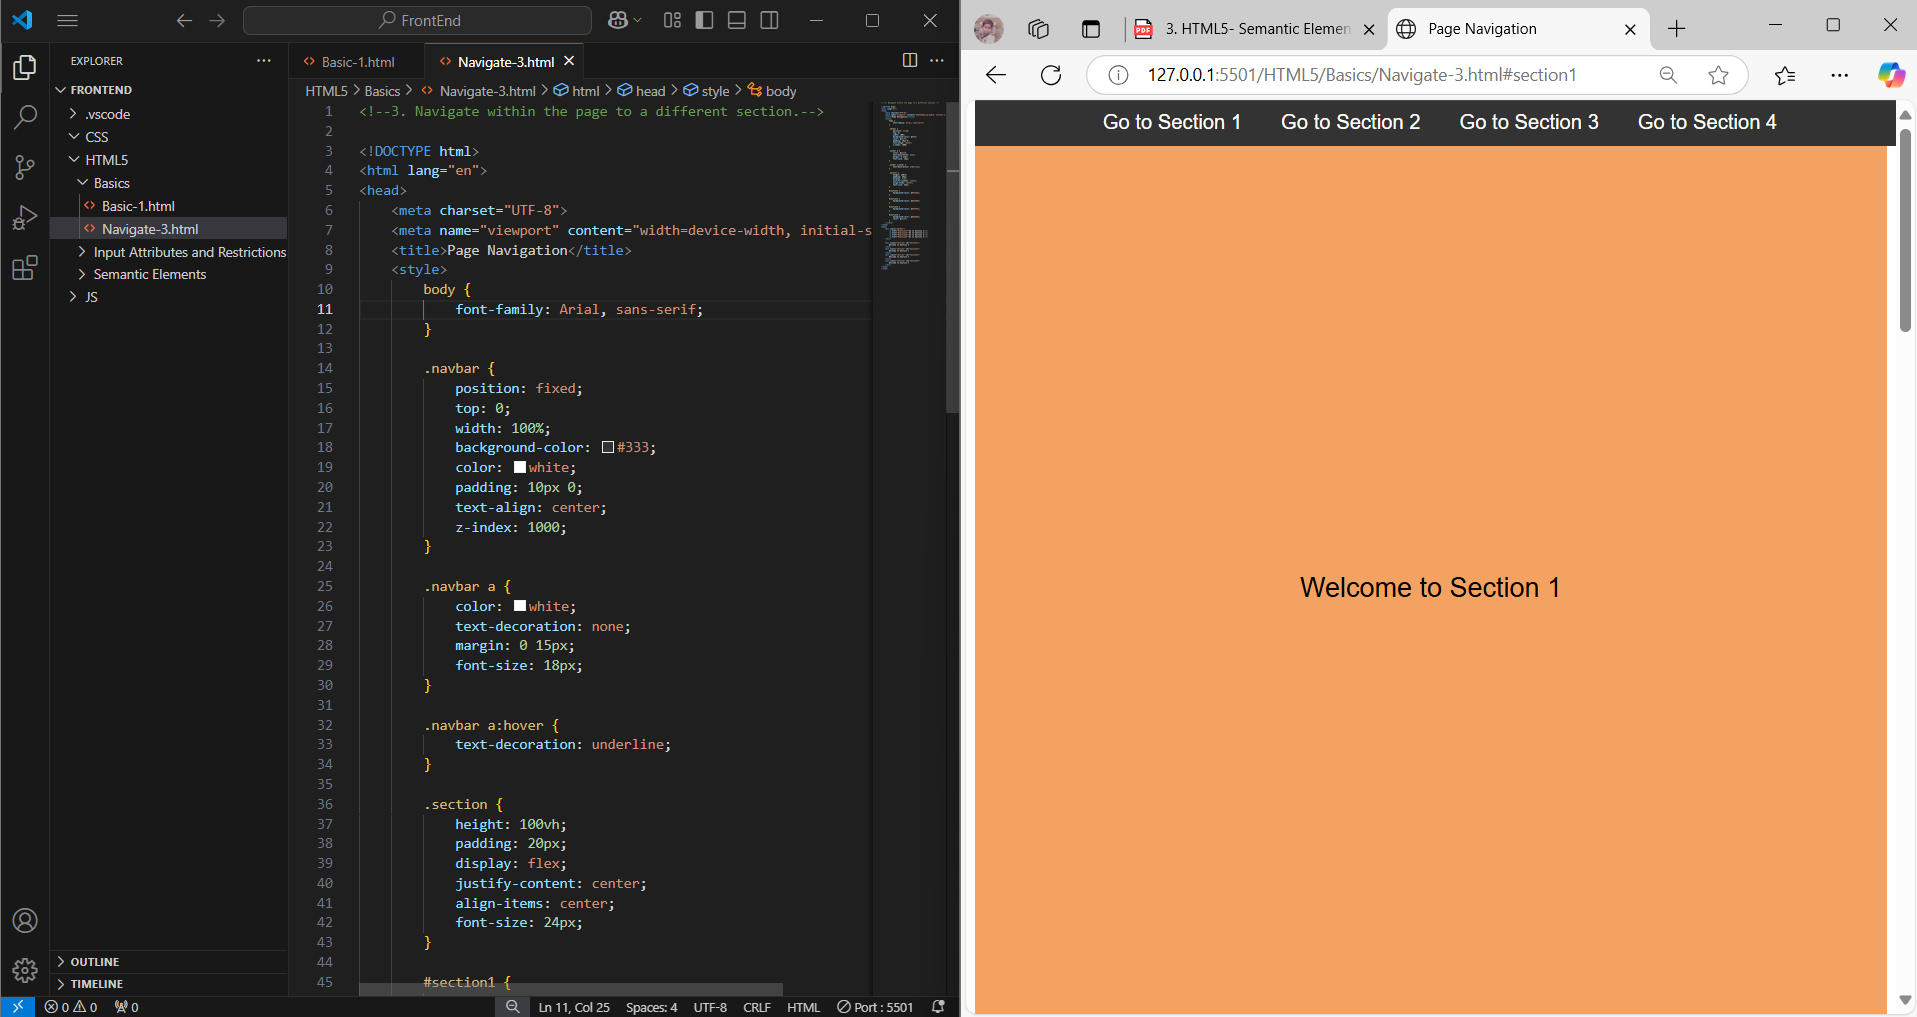 FrontEnd
EXPLORER
FRONTEND
.vscode
CSS
HTML5
Basics
Basic-1.html
Navigate-3.html
Input Attributes and Restrictions
Semantic Elements
JS
OUTLINE
TIMELINE
Basic-1.html
Navigate-3.html
HTML5 > Basics > Navigate-3.html > html > head > style > body
1 <!--3. Navigate within the page to a different section.-->
2
3 <!DOCTYPE html>
4 <html lang="en">
5 <head>
6 <meta charset="UTF-8">
7 <meta name="viewport" content="width=device-width, initial-s
8 <title>Page Navigation</title>
9 <style>
10 body {
11 font-family: Arial, sans-serif;
12 }
13
14 .navbar {
15 position: fixed;
16 top: 0;
17 width: 100%;
18 background-color: #333;
19 color: white;
20 padding: 10px 0;
21 text-align: center;
22 z-index: 1000;
23 }
24
25 .navbar a {
26 color: white;
27 text-decoration: none;
28 margin: 0 15px;
29 font-size: 18px;
30 }
31
32 .navbar a:hover {
33 text-decoration: underline;
34 }
35
36 .section {
37 height: 100vh;
38 padding: 20px;
39 display: flex;
40 justify-content: center;
41 align-items: center;
42 font-size: 24px;
43 }
44
45 #section1 {
0 0 0 Ln 11, Col 25 Spaces: 4 UTF-8 CRLF HTML Port : 5501
PDF 3. HTML5- Semantic Elemen
Page Navigation
127.0.0.1:5501/HTML5/Basics/Navigate-3.html#section1
Go to Section 1 Go to Section 2 Go to Section 3 Go to Section 4
Welcome to Section 1